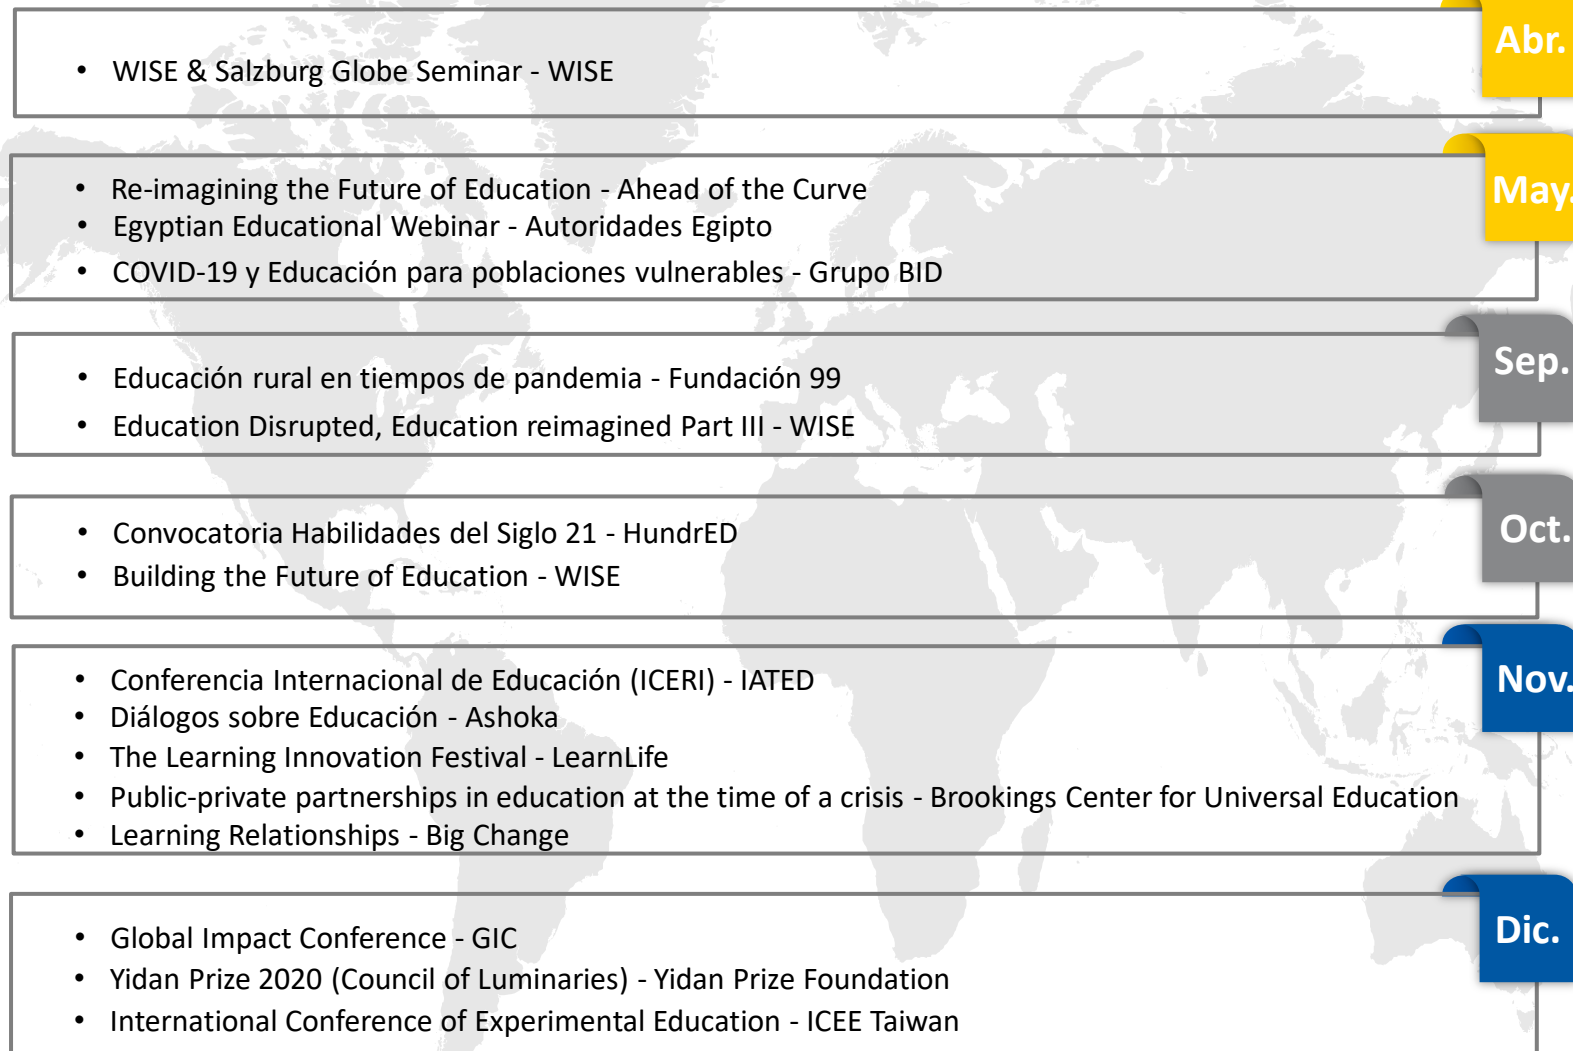 Abr.
• WISE & Salzburg Globe Seminar - WISE
May.
• Re-imagining the Future of Education - Ahead of the Curve
• Egyptian Educational Webinar - Autoridades Egipto
• COVID-19 y Educación para poblaciones vulnerables - Grupo BID
Sep.
• Educación rural en tiempos de pandemia - Fundación 99
• Education Disrupted, Education reimagined Part III - WISE
Oct.
• Convocatoria Habilidades del Siglo 21 - HundrED
• Building the Future of Education - WISE
Nov.
• Conferencia Internacional de Educación (ICERI) - IATED
• Diálogos sobre Educación - Ashoka
• The Learning Innovation Festival - LearnLife
• Public-private partnerships in education at the time of a crisis - Brookings Center for Universal Education
• Learning Relationships - Big Change
Dic.
• Global Impact Conference - GIC
• Yidan Prize 2020 (Council of Luminaries) - Yidan Prize Foundation
• International Conference of Experimental Education - ICEE Taiwan